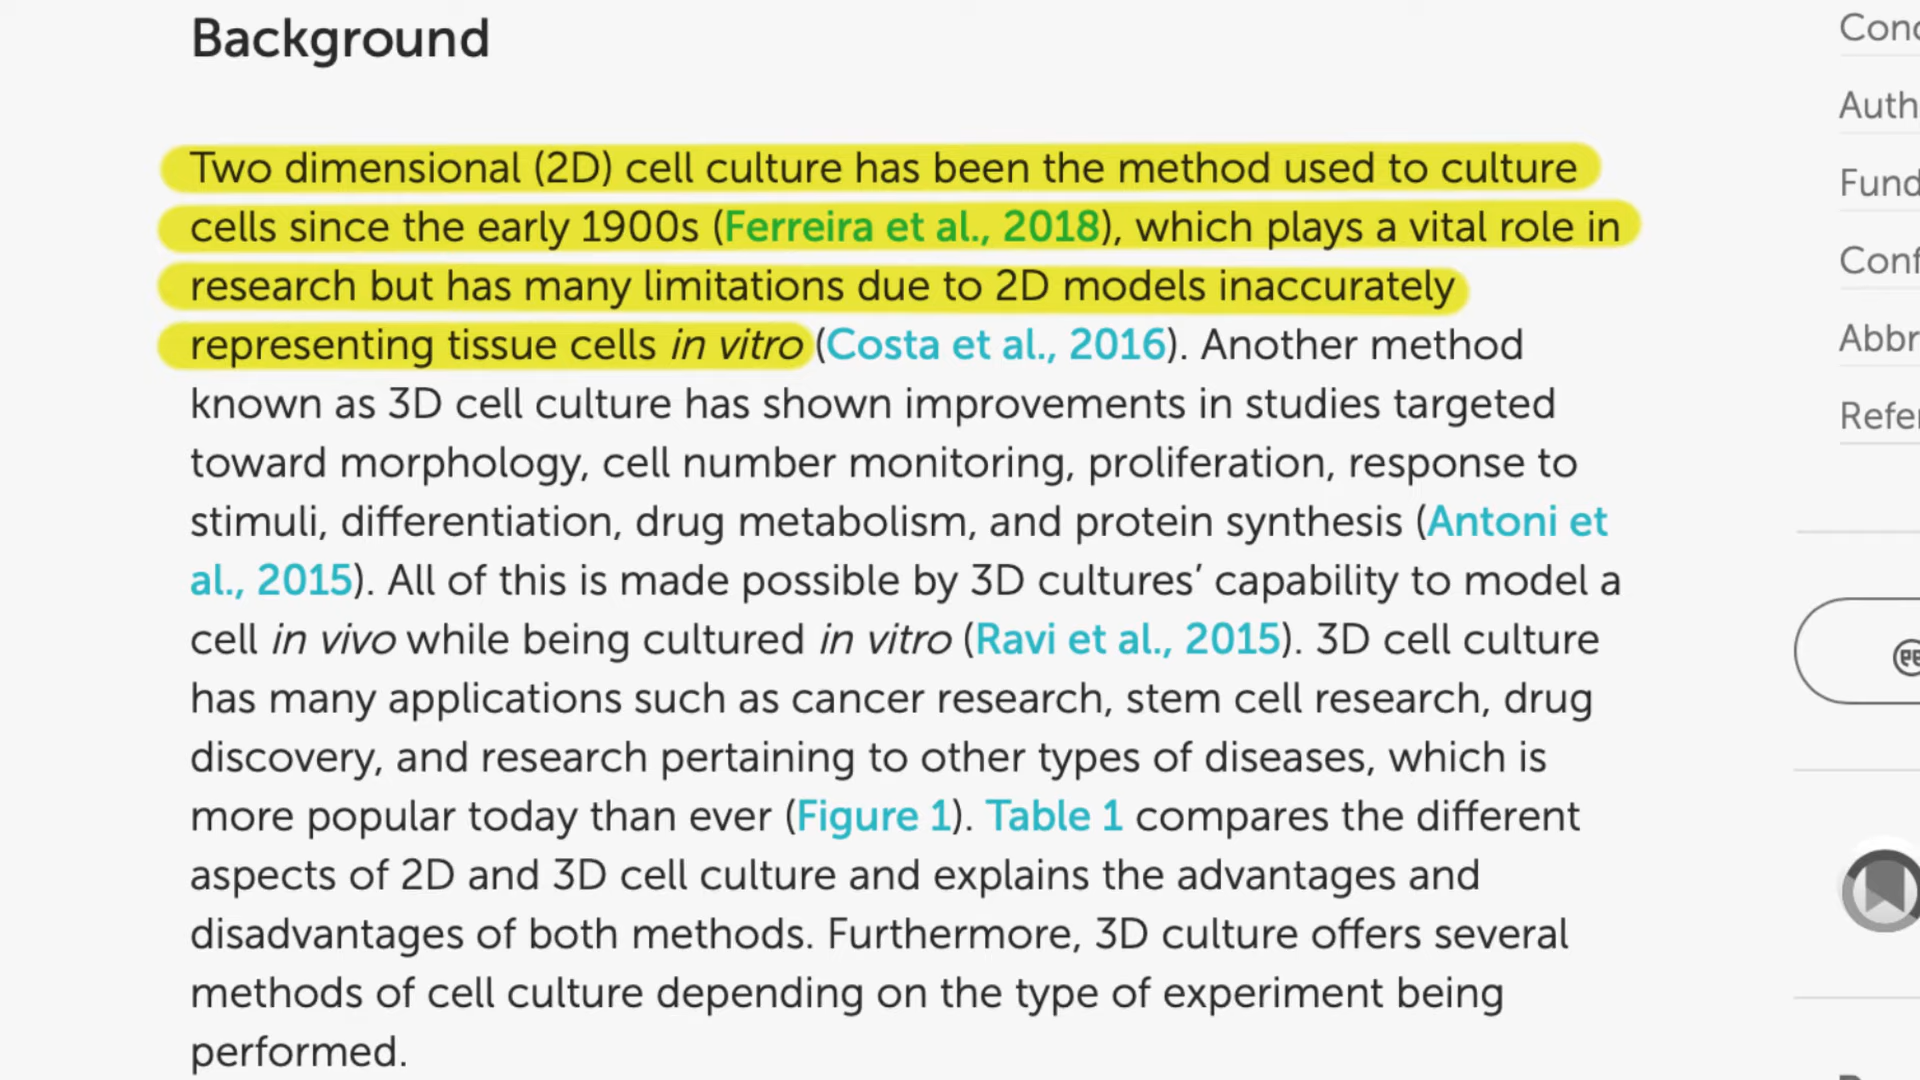 Background
Two dimensional (2D) cell culture has been the method used to culture
cells since the early 1900s (Ferreira et al., 2018), which plays a vital role in
research but has many limitations due to 2D models inaccurately
representing tissue cells in vitro (Costa et al., 2016). Another method
known as 3D cell culture has shown improvements in studies targeted
toward morphology, cell number monitoring, proliferation, response to
stimuli, differentiation, drug metabolism, and protein synthesis (Antoni et
al., 2015). All of this is made possible by 3D cultures’ capability to model a
cell in vivo while being cultured in vitro (Ravi et al., 2015). 3D cell culture
has many applications such as cancer research, stem cell research, drug
discovery, and research pertaining to other types of diseases, which is
more popular today than ever (Figure 1). Table 1 compares the different
aspects of 2D and 3D cell culture and explains the advantages and
disadvantages of both methods. Furthermore, 3D culture offers several
methods of cell culture depending on the type of experiment being
performed.
Conc
Auth
Fund
Conf
Abbr
Refer